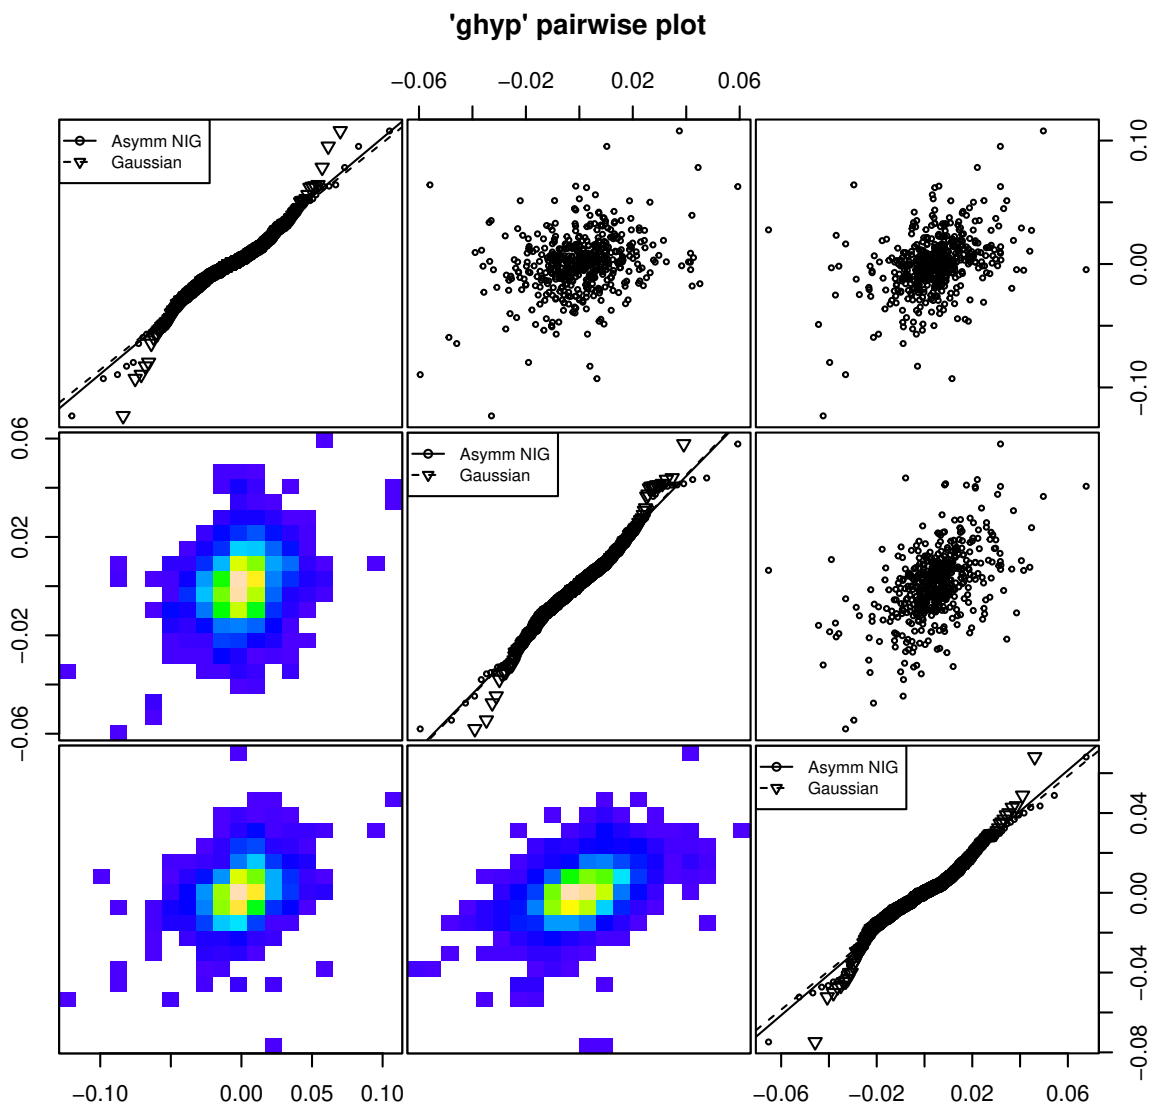 'ghyp' pairwise plot
−0.06 −0.02 0.02 0.06
Asymm NIG
Gaussian
0.10
0.00
−0.10
0.06
0.02
−0.02
−0.06
Asymm NIG
Gaussian
Asymm NIG
Gaussian
0.04
0.00
−0.04
−0.08
−0.10 0.00 0.05 0.10 −0.06 −0.02 0.02 0.06